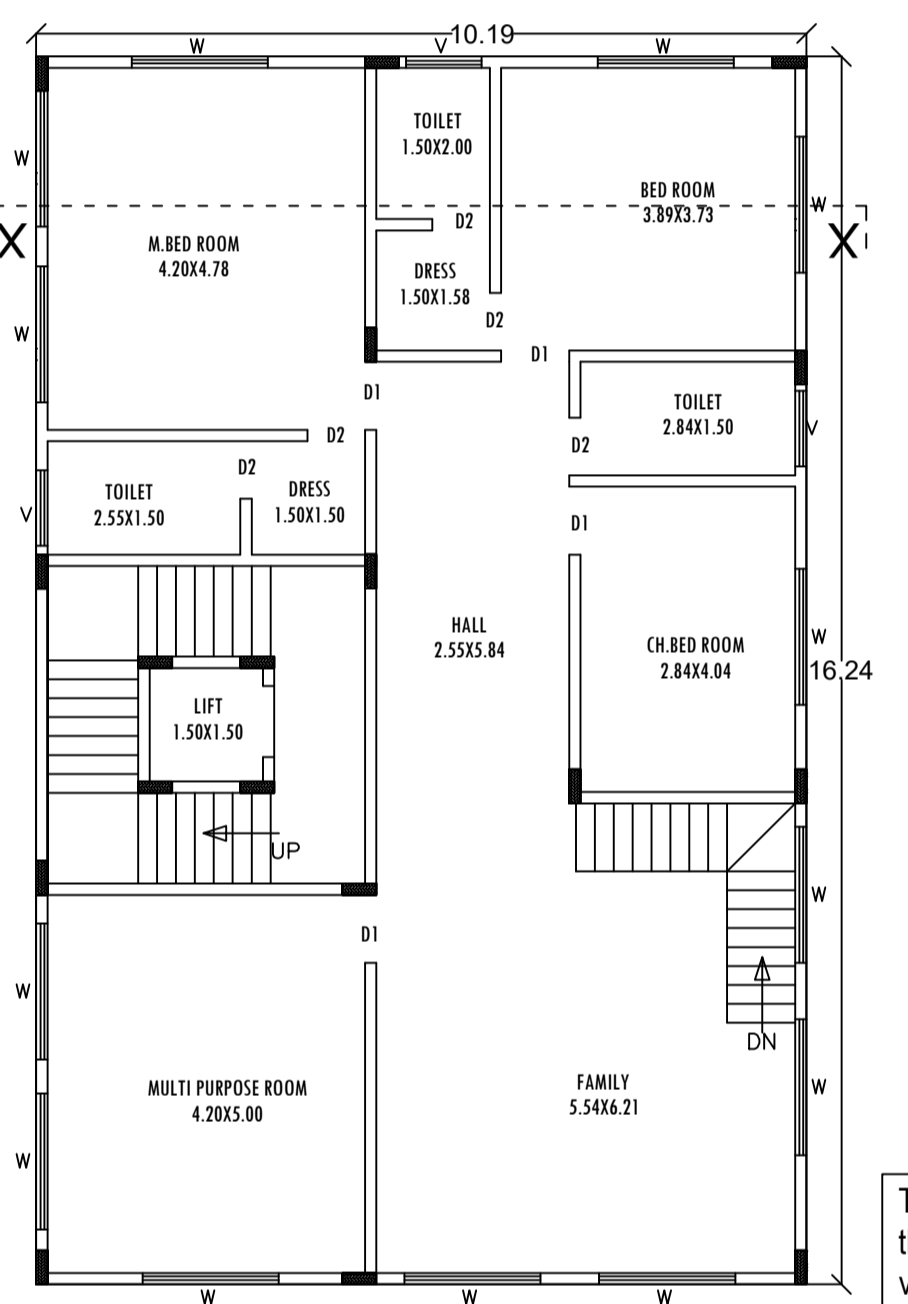 10.19
W
V
W
TOILET
1.50X2.00
W
BED ROOM
3.89X3.73
W
D2
X
X
M.BED ROOM
4.20X4.78
DRESS
1.50X1.58
D2
W
D1
D1
TOILET
2.84X1.50
V
D2
D2
D2
TOILET
2.55X1.50
DRESS
1.50X1.50
V
D1
HALL
2.55X5.84
CH.BED ROOM
2.84X4.04
W
16.24
LIFT
1.50X1.50
UP
W
D1
W
DN
MULTI PURPOSE ROOM
4.20X5.00
FAMILY
5.54X6.21
W
W
W
W
W